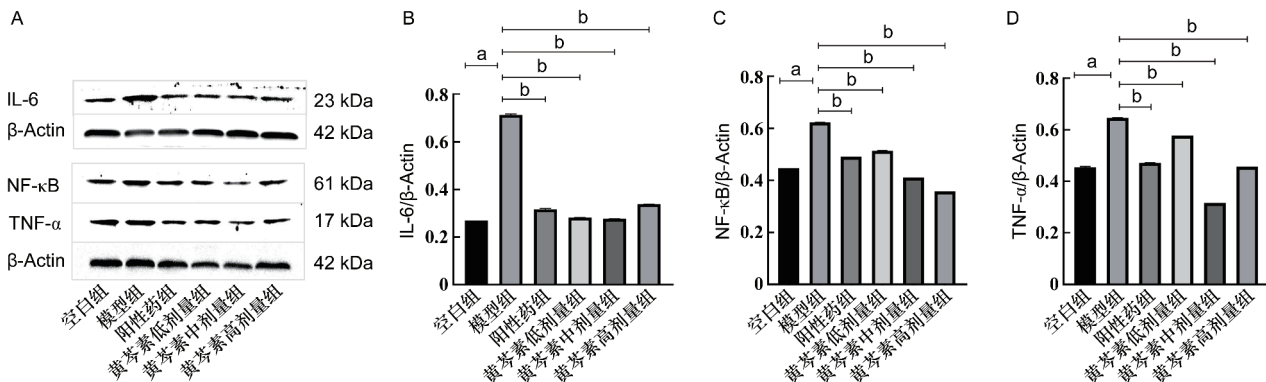 A
IL-6 23 kDa
β-Actin 42 kDa
NF-κB 61 kDa
TNF-α 17 kDa
β-Actin 42 kDa
空白组
模型组
阳性药组
黄芩素低剂量组
黄芩素中剂量组
黄芩素高剂量组
B
b
b
a
b
b
IL-6/β-Actin
0.8
0.6
0.4
0.2
0
空白组
模型组
阳性药组
黄芩素低剂量组
黄芩素中剂量组
黄芩素高剂量组
C
b
b
a
b
b
NF-κB/β-Actin
0.8
0.6
0.4
0.2
0
空白组
模型组
阳性药组
黄芩素低剂量组
黄芩素中剂量组
黄芩素高剂量组
D
b
b
a
b
b
TNF-α/β-Actin
0.8
0.6
0.4
0.2
0
空白组
模型组
阳性药组
黄芩素低剂量组
黄芩素中剂量组
黄芩素高剂量组